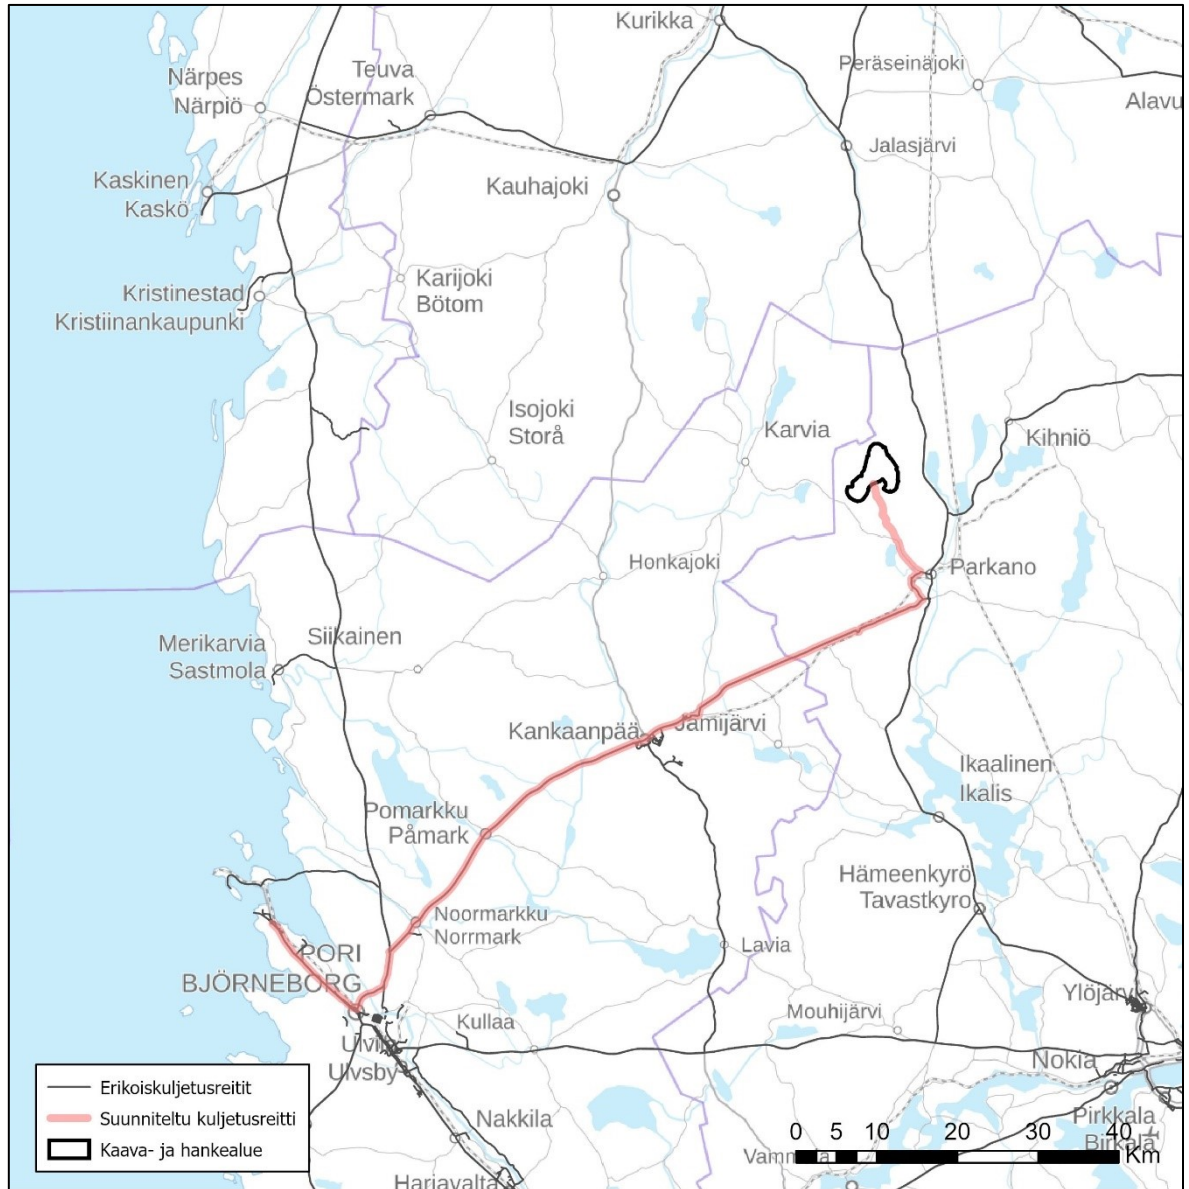 Kurikka
Peräseinäjoki
Närpes
Närpiö
Teuva
Östermark
Alavu
Jalasjärvi
Kaskinen
Kaskö
Kauhajoki
Karijoki
Bötom
Kristinestad
Kristiinankaupunki
Isojoki
Storå
Karvia
Kihniö
Honkajoki
Parkano
Merikarvia
Sastmola
Siikainen
Kankaanpää
Jämijärvi
Ikaalinen
Ikalis
Pomarkku
Påmark
Hämeenkyrö
Tavastkyro
Noormarkku
Norrmark
Lavia
PORI
BJÖRNEBORG
Ylöjärvi
Mouhijärvi
Kullaa
Ulvila
Ulvsby
Nokia
Nakkila
Pirkkala
Birkala
Vammala
Harjavalta
Erikoiskuljetusreitit
Suunniteltu kuljetusreitti
Kaava- ja hankealue
0 5 10 20 30 40
Km